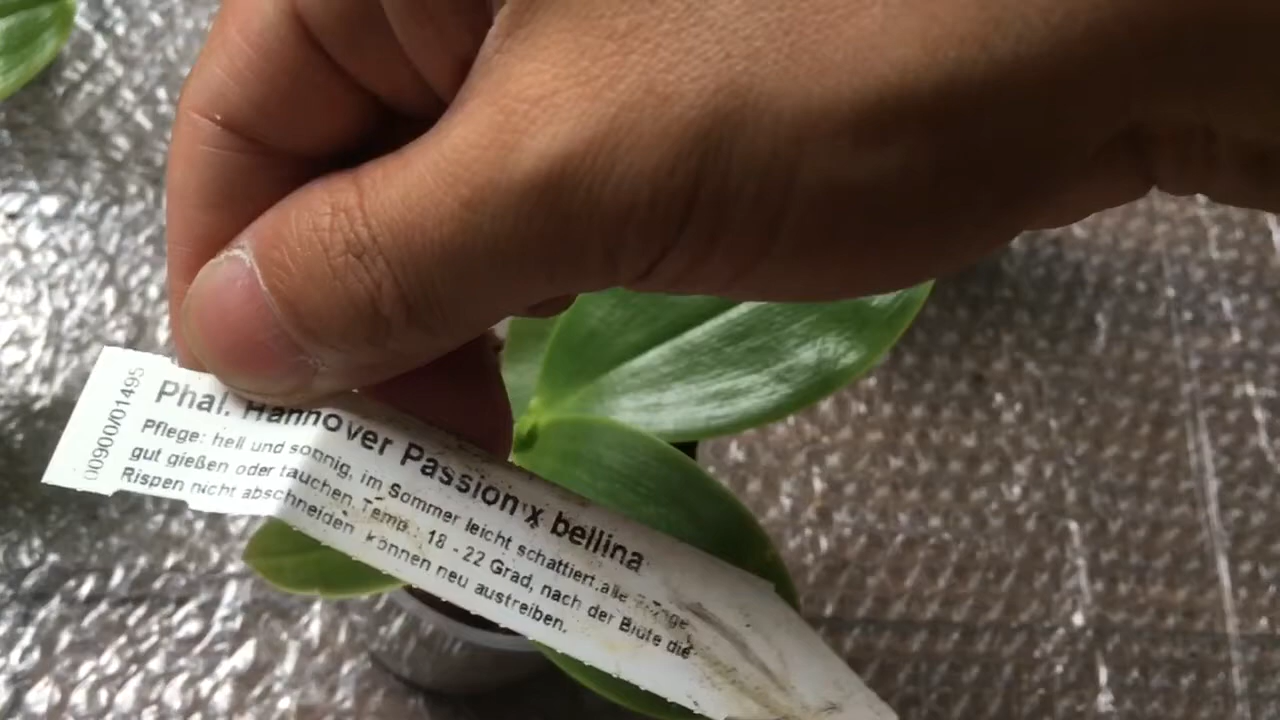 00900/01495
Phal. Hannover Passion x bellina
Pflege: hell und sonnig, im Sommer leicht schattiert.alle
gut gießen oder tauchen, Temp.: 18 - 22 Grad, nach der Blüte die
Rispen nicht abschneiden können neu austreiben.